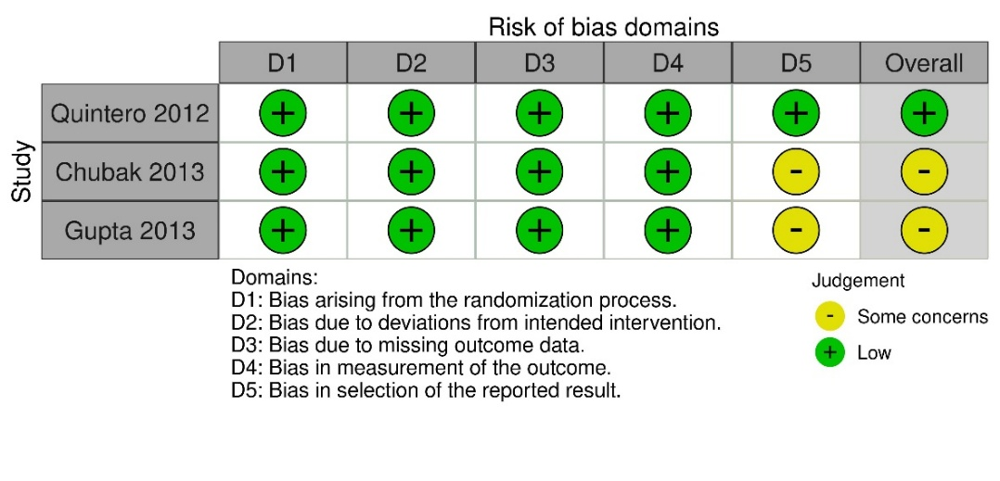 Risk of bias domains
D1 D2 D3 D4 D5 Overall
Study
Quintero 2012 + + + + + +
Chubak 2013 + + + + - -
Gupta 2013 + + + + - -
Domains:
D1: Bias arising from the randomization process.
D2: Bias due to deviations from intended intervention.
D3: Bias due to missing outcome data.
D4: Bias in measurement of the outcome.
D5: Bias in selection of the reported result.
Judgement
- Some concerns
+ Low